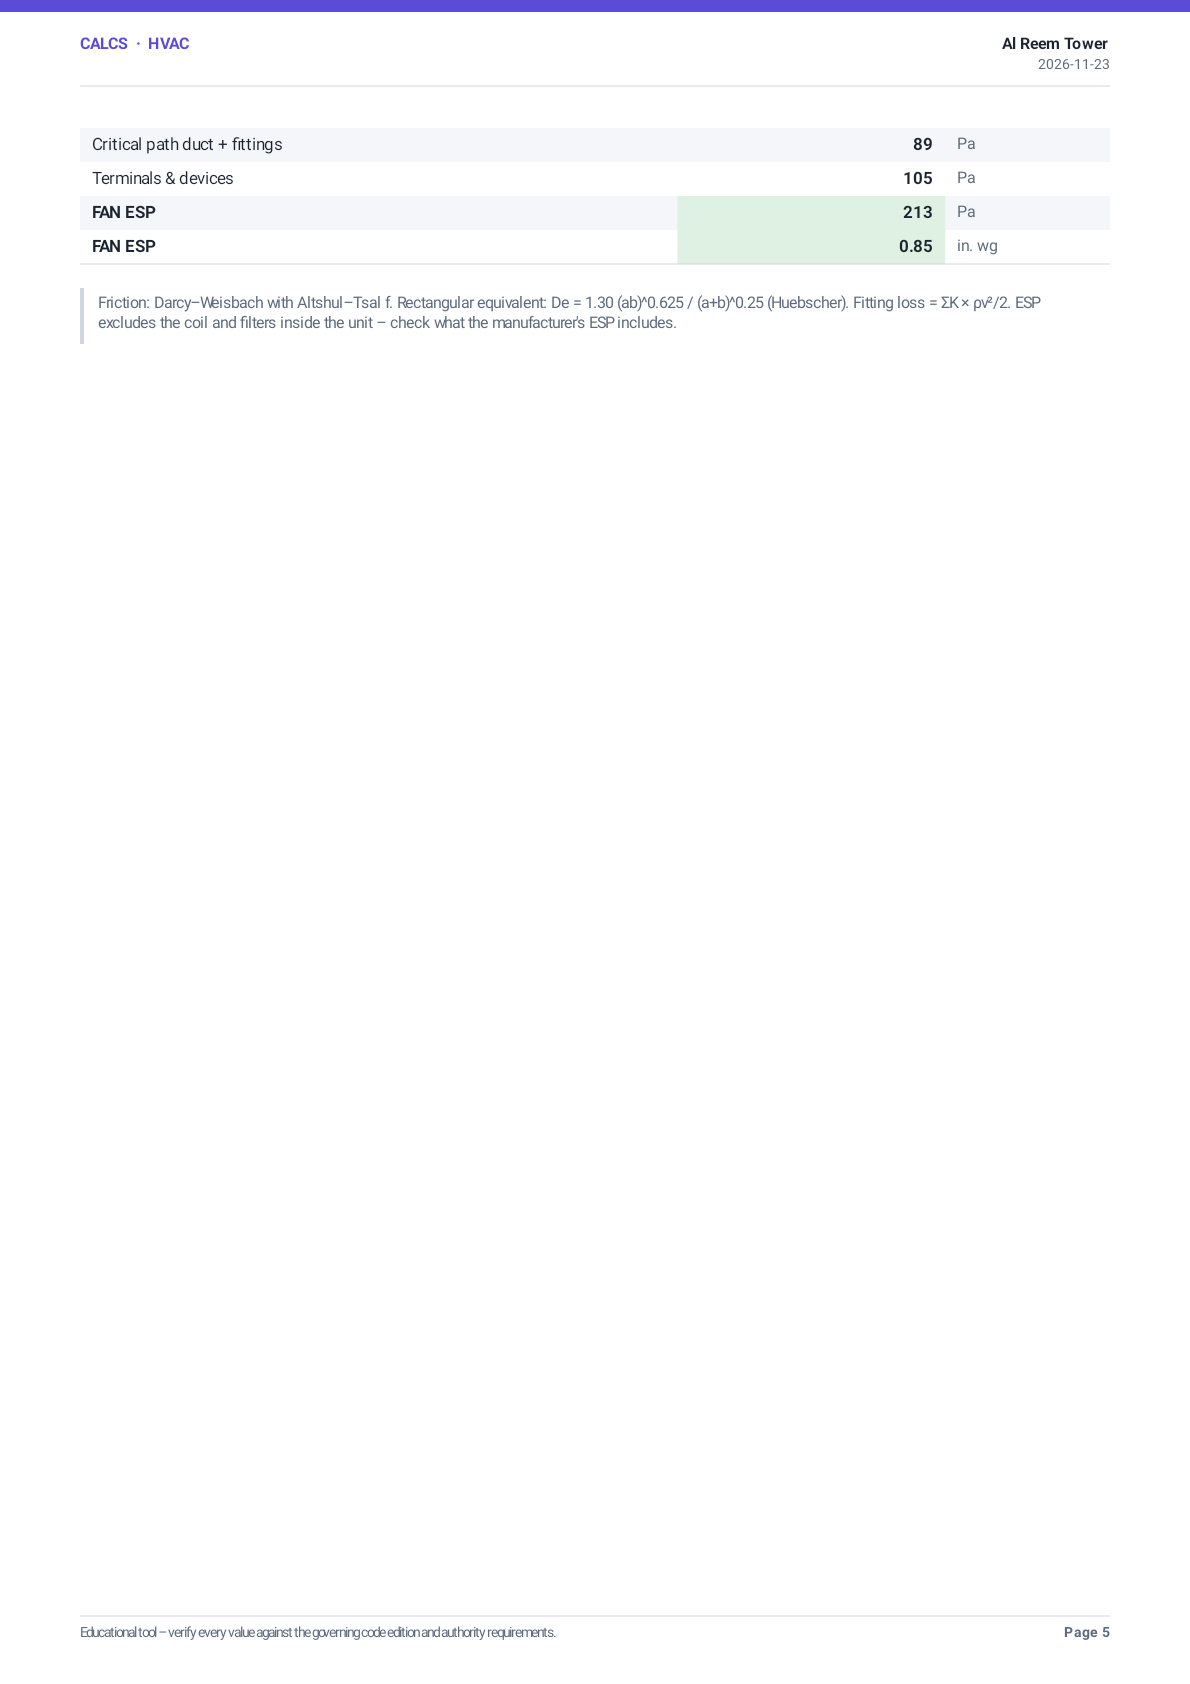 CALCS · HVAC
Al Reem Tower
2026-11-23
Critical path duct + fittings 89 Pa
Terminals & devices 105 Pa
FAN ESP 213 Pa
FAN ESP 0.85 in. wg
Friction: Darcy–Weisbach with Altshul–Tsal f. Rectangular equivalent: De = 1.30 (ab)^0.625 / (a+b)^0.25 (Huebscher). Fitting loss = ΣK × ρv²/2. ESP
excludes the coil and filters inside the unit – check what the manufacturer's ESP includes.
Educational tool – verify every value against the governing code edition and authority requirements.
Page 5